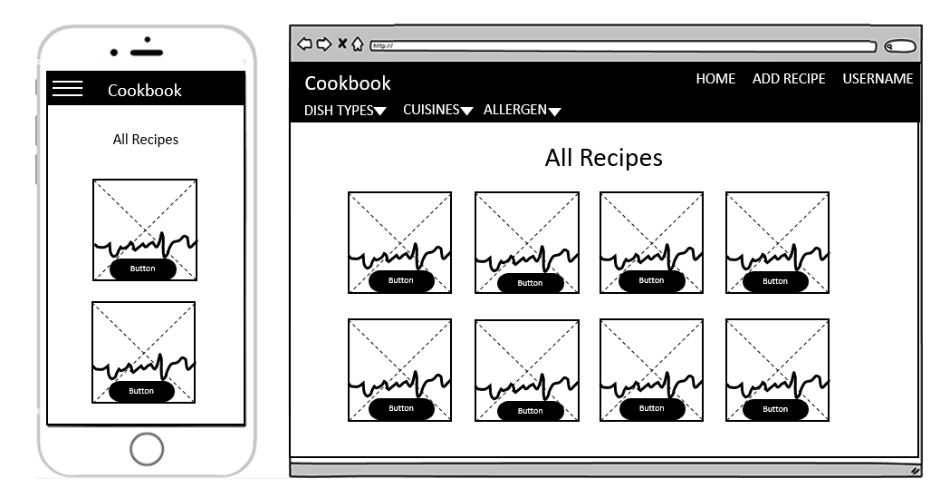 Cookbook
All Recipes
Button
Button
http://
Cookbook
HOME ADD RECIPE USERNAME
DISH TYPES CUISINES ALLERGEN
All Recipes
Button Button Button Button
Button Button Button Button